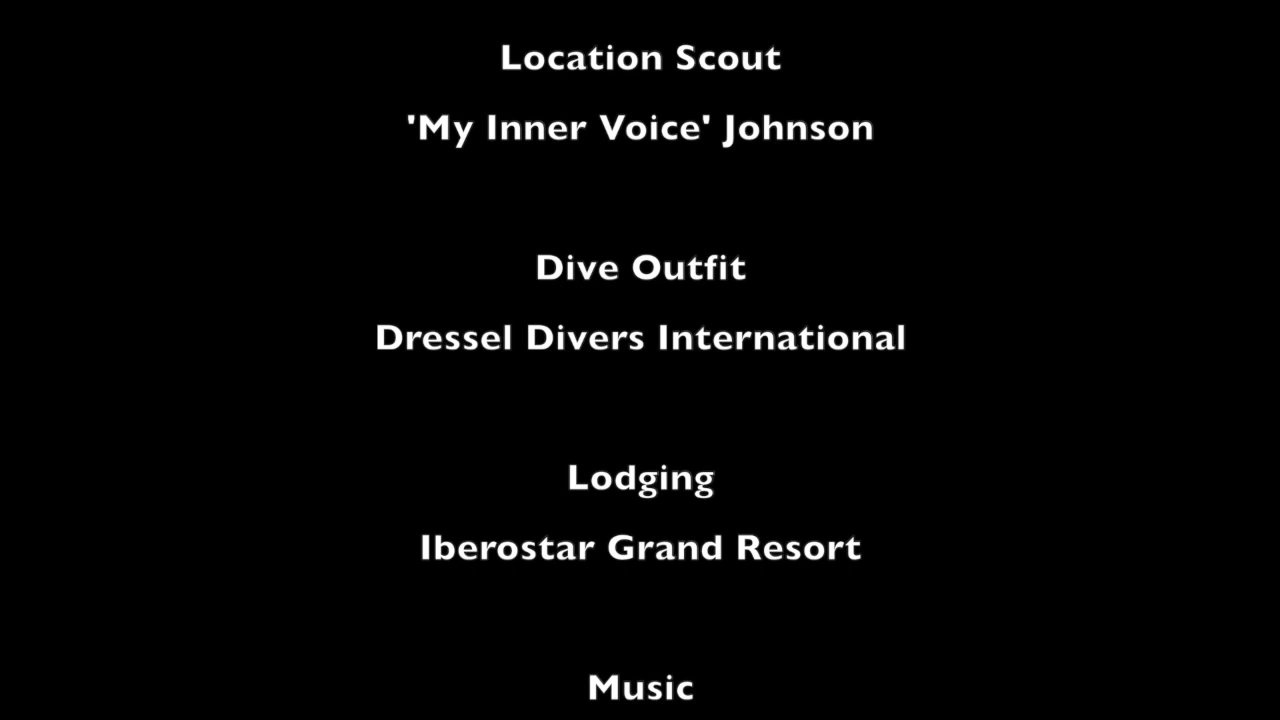 Location Scout
'My Inner Voice' Johnson
Dive Outfit
Dressel Divers International
Lodging
Iberostar Grand Resort
Music